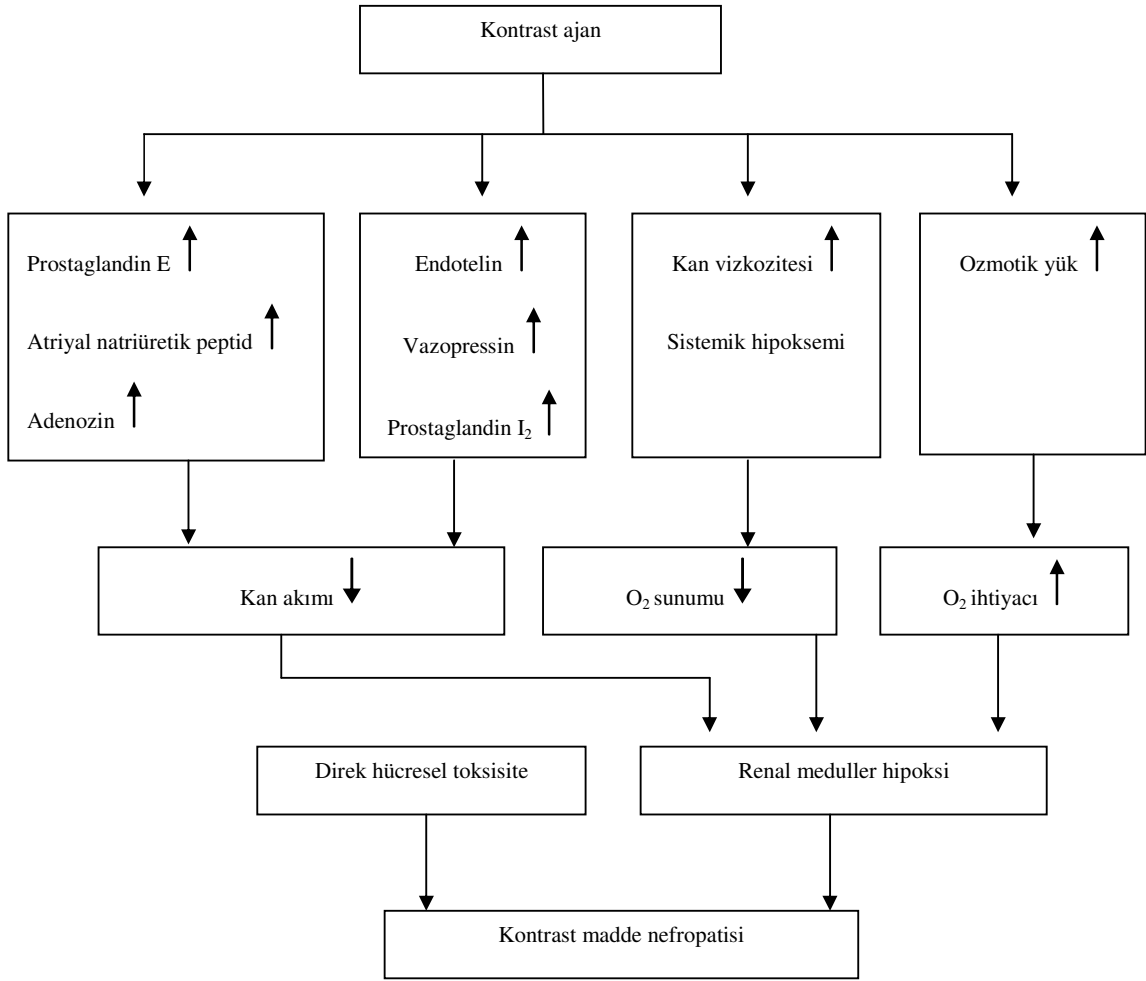 Kontrast ajan
Prostaglandin E
Atriyal natriüretik peptid
Adenozin
Endotelin
Vazopressin
Prostaglandin I₂
Kan vizkozitesi
Sistemik hipoksemi
Ozmotik yük
Kan akımı
O₂ sunumu
O₂ ihtiyacı
Direk hücresel toksisite
Renal meduller hipoksi
Kontrast madde nefropatisi